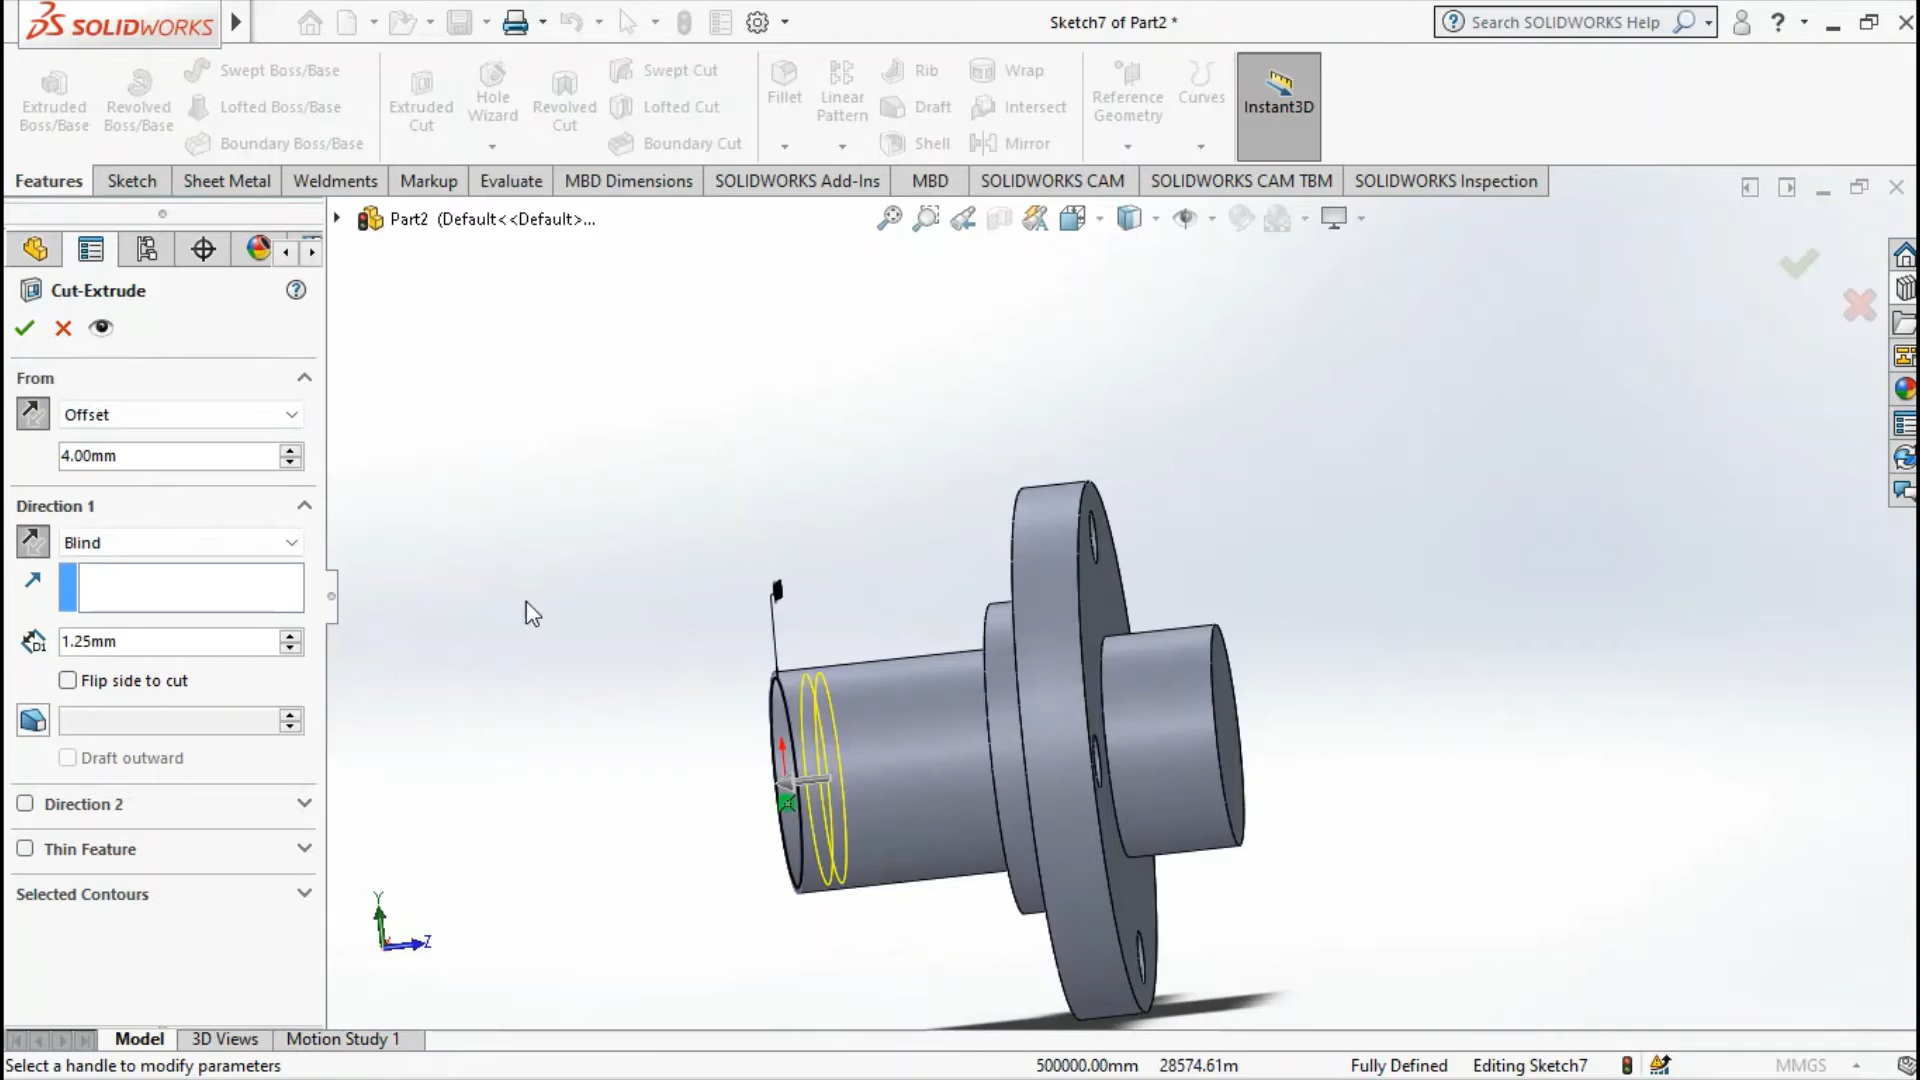 SOLIDWORKS
Sketch7 of Part2 *
Search SOLIDWORKS Help
Extruded Boss/Base
Revolved Boss/Base
Swept Boss/Base
Lofted Boss/Base
Boundary Boss/Base
Extruded Cut
Hole Wizard
Revolved Cut
Swept Cut
Lofted Cut
Boundary Cut
Fillet
Linear Pattern
Rib
Draft
Shell
Wrap
Intersect
Mirror
Reference Geometry
Curves
Instant3D
Features
Sketch
Sheet Metal
Weldments
Markup
Evaluate
MBD Dimensions
SOLIDWORKS Add-Ins
MBD
SOLIDWORKS CAM
SOLIDWORKS CAM TBM
SOLIDWORKS Inspection
Part2 (Default<<Default>...
Cut-Extrude
From
Offset
4.00mm
Direction 1
Blind
D1
1.25mm
Flip side to cut
Draft outward
Direction 2
Thin Feature
Selected Contours
Y
Z
Model
3D Views
Motion Study 1
Select a handle to modify parameters
500000.00mm
28574.61m
Fully Defined
Editing Sketch7
MMGS